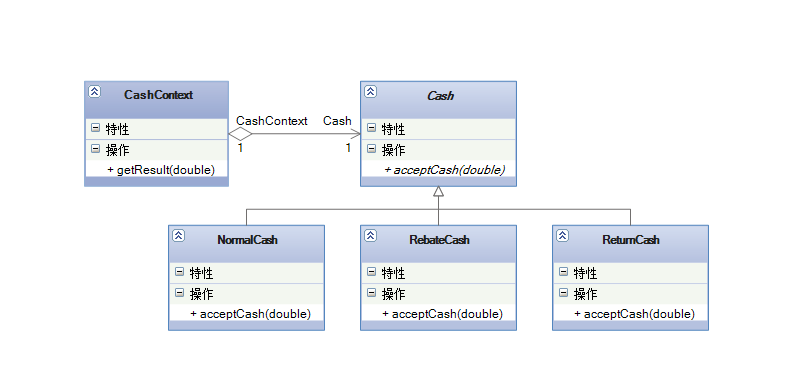 CashContext
特性
操作
+ getResult(double)
CashContext
Cash
1
1
Cash
特性
操作
+ acceptCash(double)
NormalCash
特性
操作
+ acceptCash(double)
RebateCash
特性
操作
+ acceptCash(double)
ReturnCash
特性
操作
+ acceptCash(double)